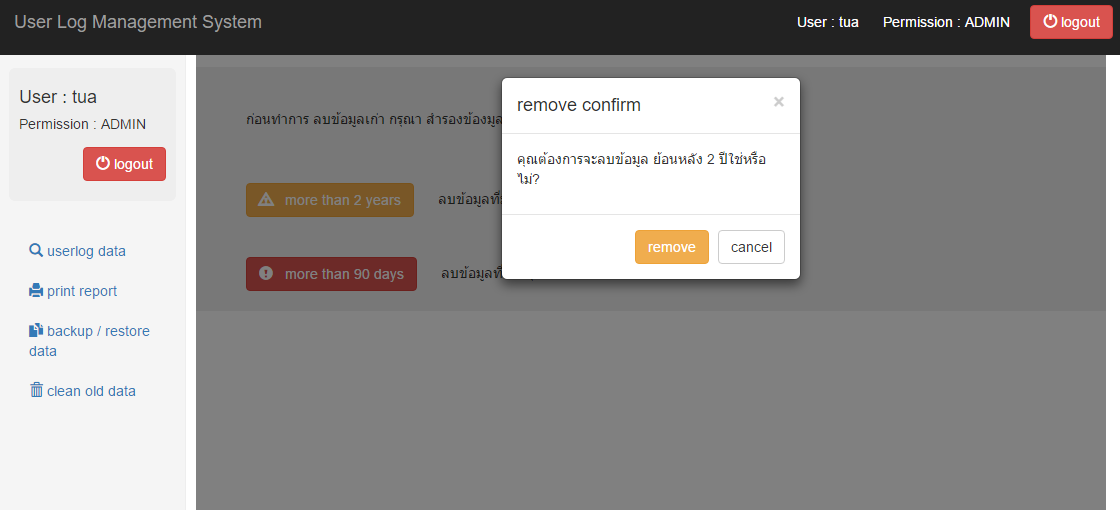 User Log Management System
User : tua
Permission : ADMIN
logout
User : tua
Permission : ADMIN
logout
userlog data
print report
backup / restore
data
clean old data
ก่อนทำการ ลบข้อมูลเก่า กรุณา สำรองข้องมูล
more than 2 years
ลบข้อมูลที่
more than 90 days
ลบข้อมูลที่
remove confirm
×
คุณต้องการจะลบข้อมูล ย้อนหลัง 2 ปีใช่หรือ
ไม่?
remove
cancel